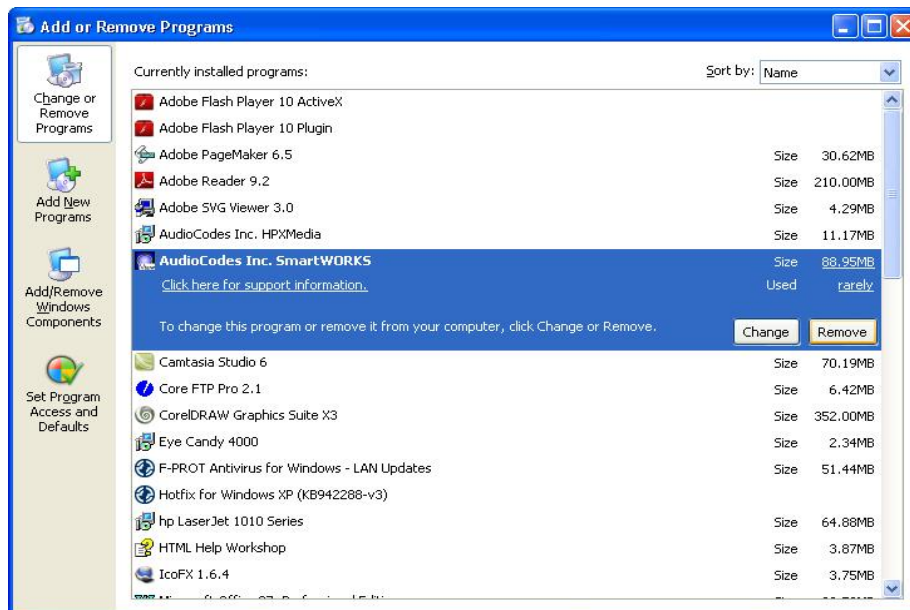 Add or Remove Programs
Change or
Remove
Programs
Add New
Programs
Add/Remove
Windows
Components
Set Program
Access and
Defaults
Currently installed programs:
Sort by: Name
Adobe Flash Player 10 ActiveX
Adobe Flash Player 10 Plugin
Adobe PageMaker 6.5 Size 30.62MB
Adobe Reader 9.2 Size 210.00MB
Adobe SVG Viewer 3.0 Size 4.29MB
AudioCodes Inc. HPXMedia Size 11.17MB
AudioCodes Inc. SmartWORKS Size 88.95MB
Click here for support information. Used rarely
To change this program or remove it from your computer, click Change or Remove. Change Remove
Camtasia Studio 6 Size 70.19MB
Core FTP Pro 2.1 Size 6.42MB
CorelDRAW Graphics Suite X3 Size 352.00MB
Eye Candy 4000 Size 2.34MB
F-PROT Antivirus for Windows - LAN Updates Size 51.44MB
Hotfix for Windows XP (KB942288-v3)
hp LaserJet 1010 Series Size 64.88MB
HTML Help Workshop Size 3.87MB
IcoFX 1.6.4 Size 3.75MB